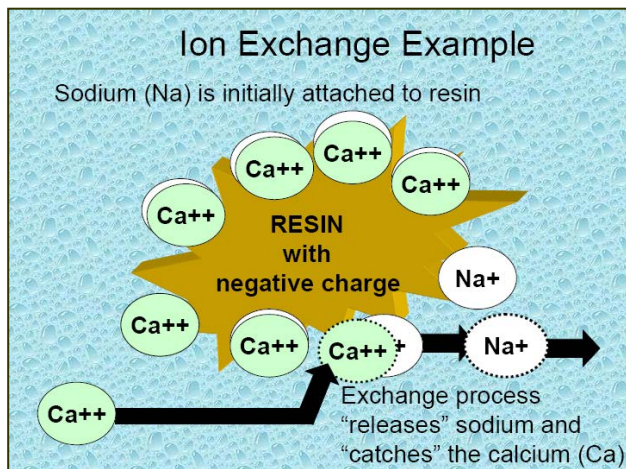 Ion Exchange Example
Sodium (Na) is initially attached to resin
Ca++
Ca++
Ca++
Ca++
RESIN
with
negative charge
Na+
Ca++
Ca++
Ca++
+
Na+
Ca++
Exchange process
“releases” sodium and
“catches” the calcium (Ca)